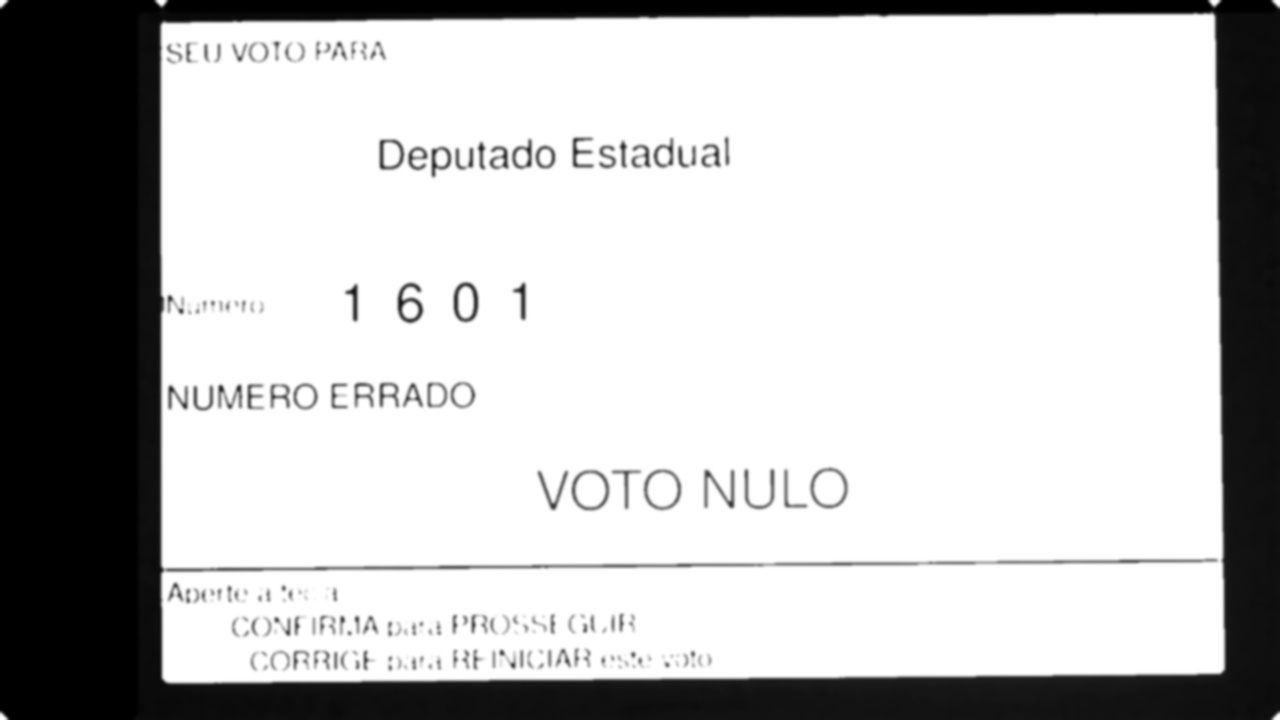 SEU VOTO PARA
Deputado Estadual
Numero 1 6 0 1
NUMERO ERRADO
VOTO NULO
Aperte a tecla
CONFIRMA para PROSSEGUIR
CORRIGE para REINICIAR este voto